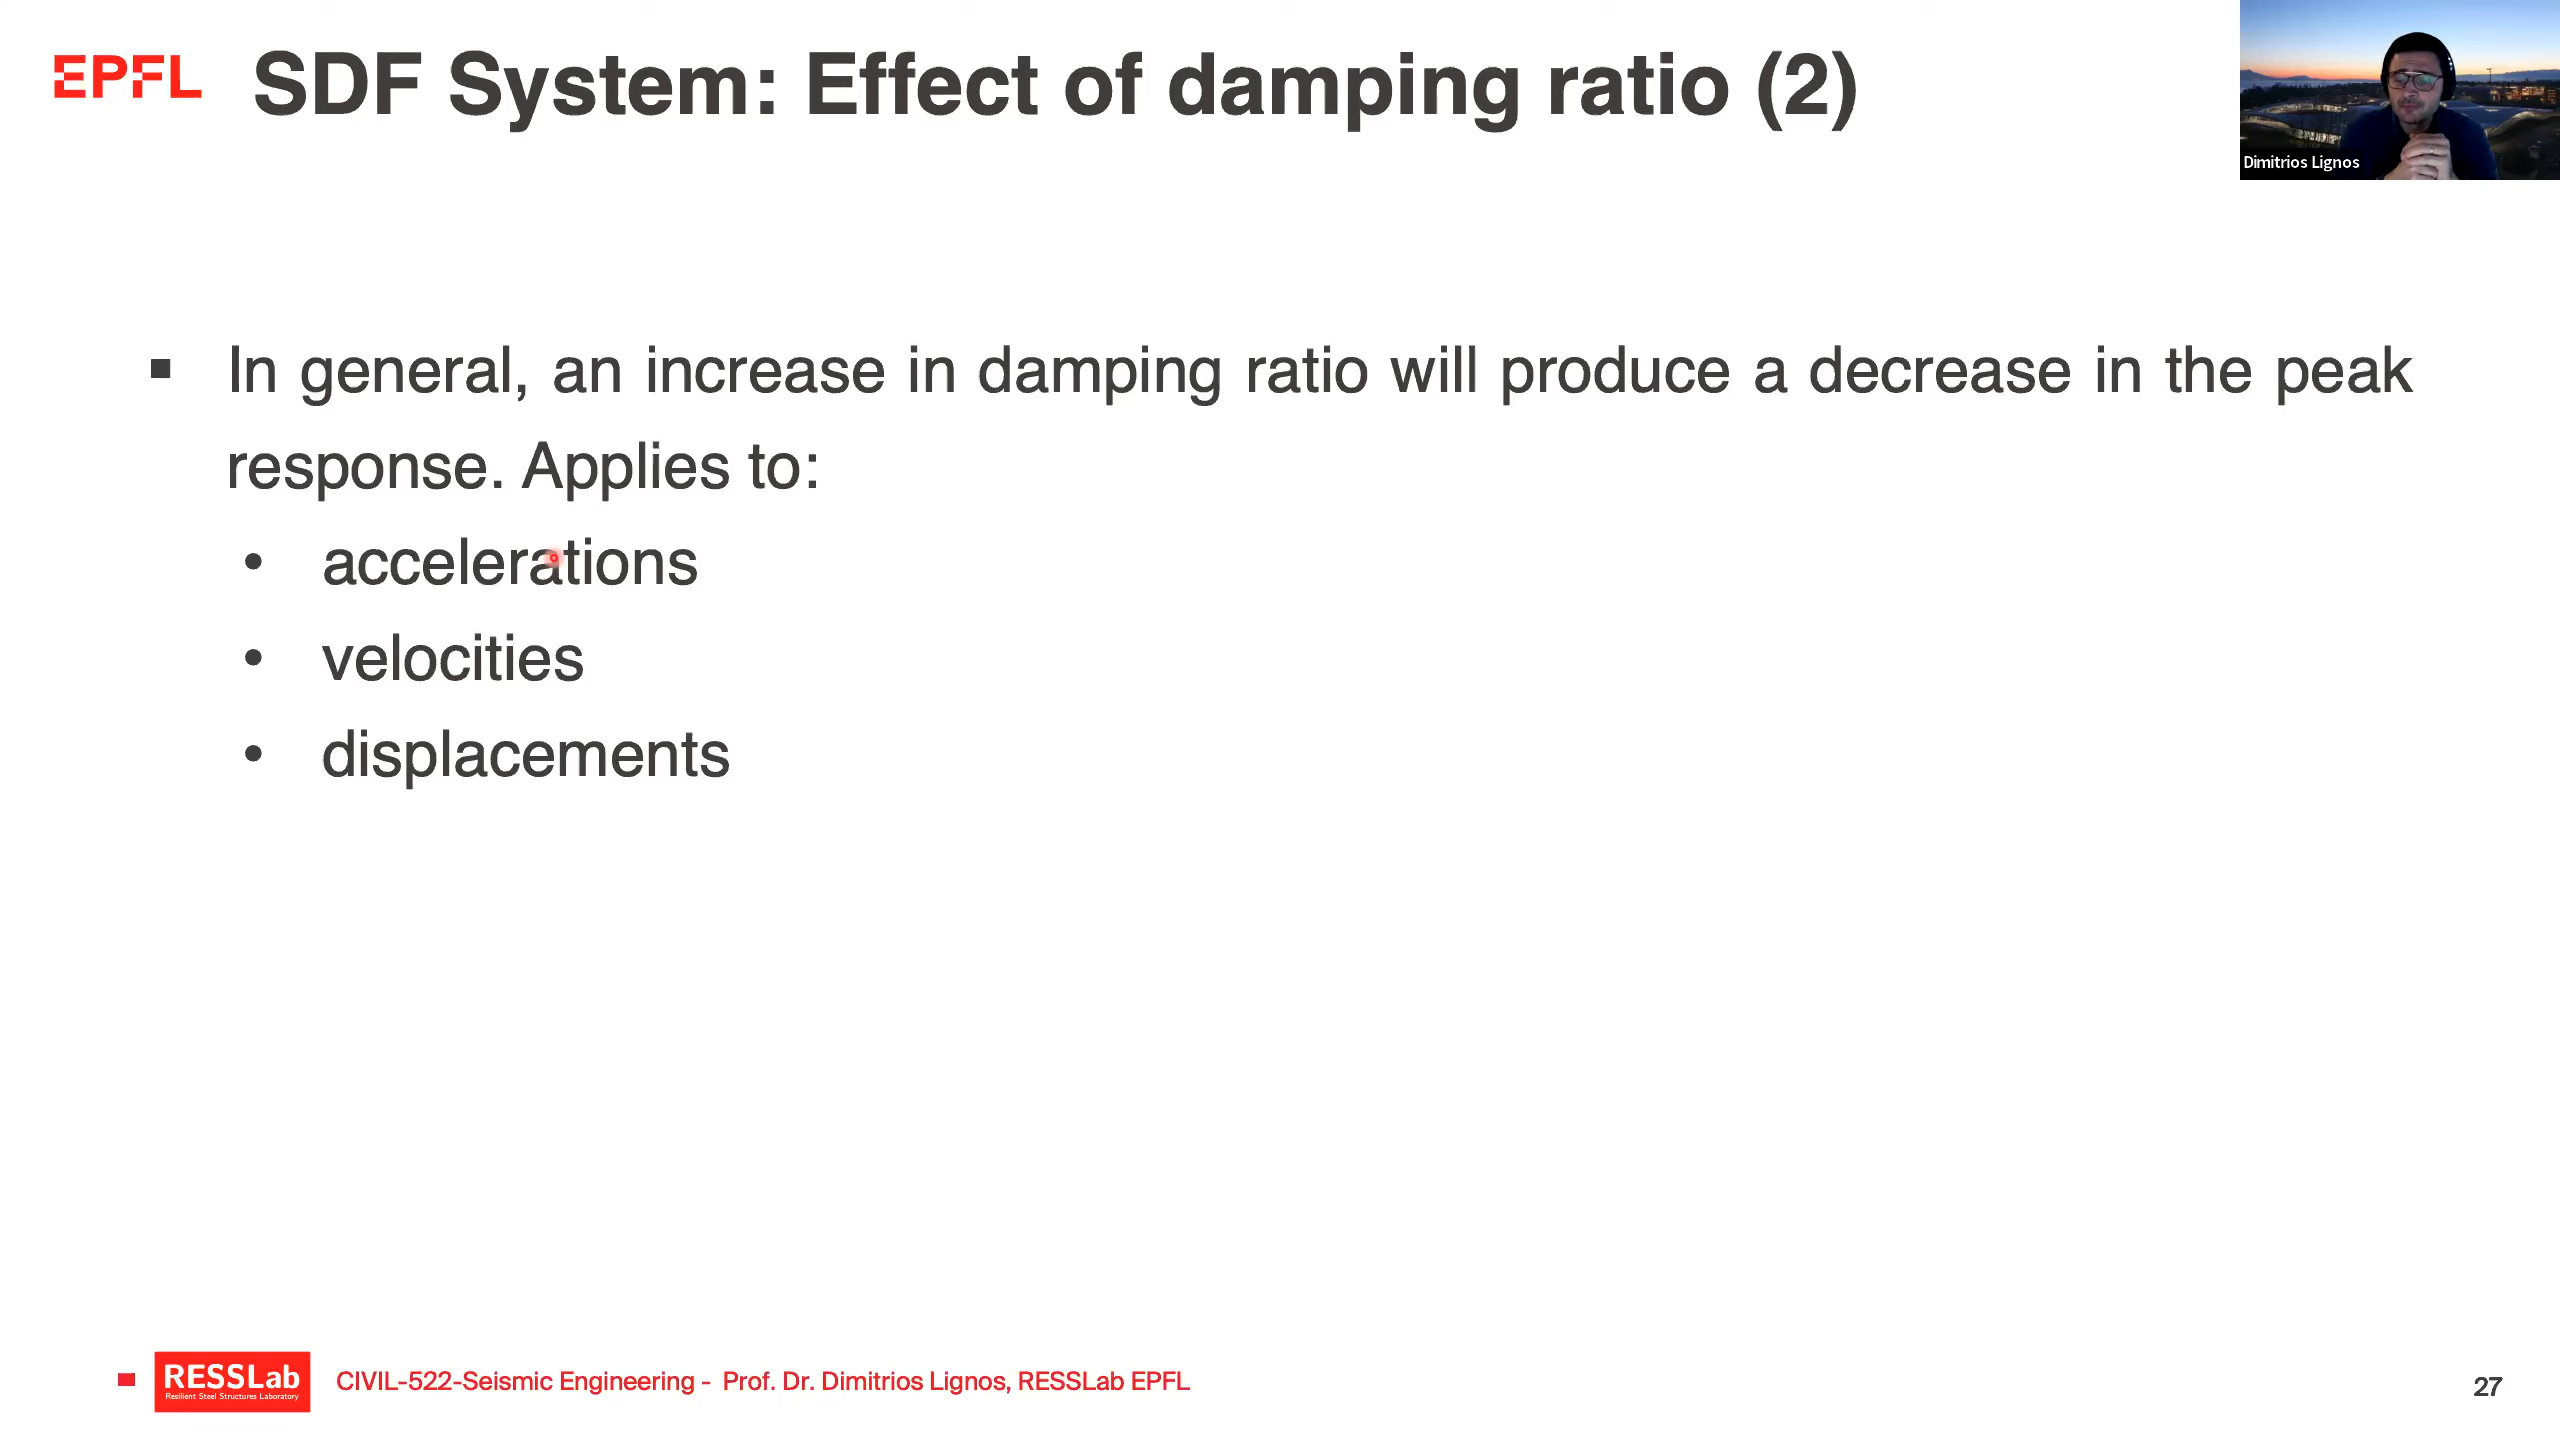 EPFL
SDF System: Effect of damping ratio (2)
Dimitrios Lignos
▪ In general, an increase in damping ratio will produce a decrease in the peak
response. Applies to:
• accelerations
• velocities
• displacements
RESSLab
Resilient Steel Structures Laboratory
CIVIL-522-Seismic Engineering - Prof. Dr. Dimitrios Lignos, RESSLab EPFL
27